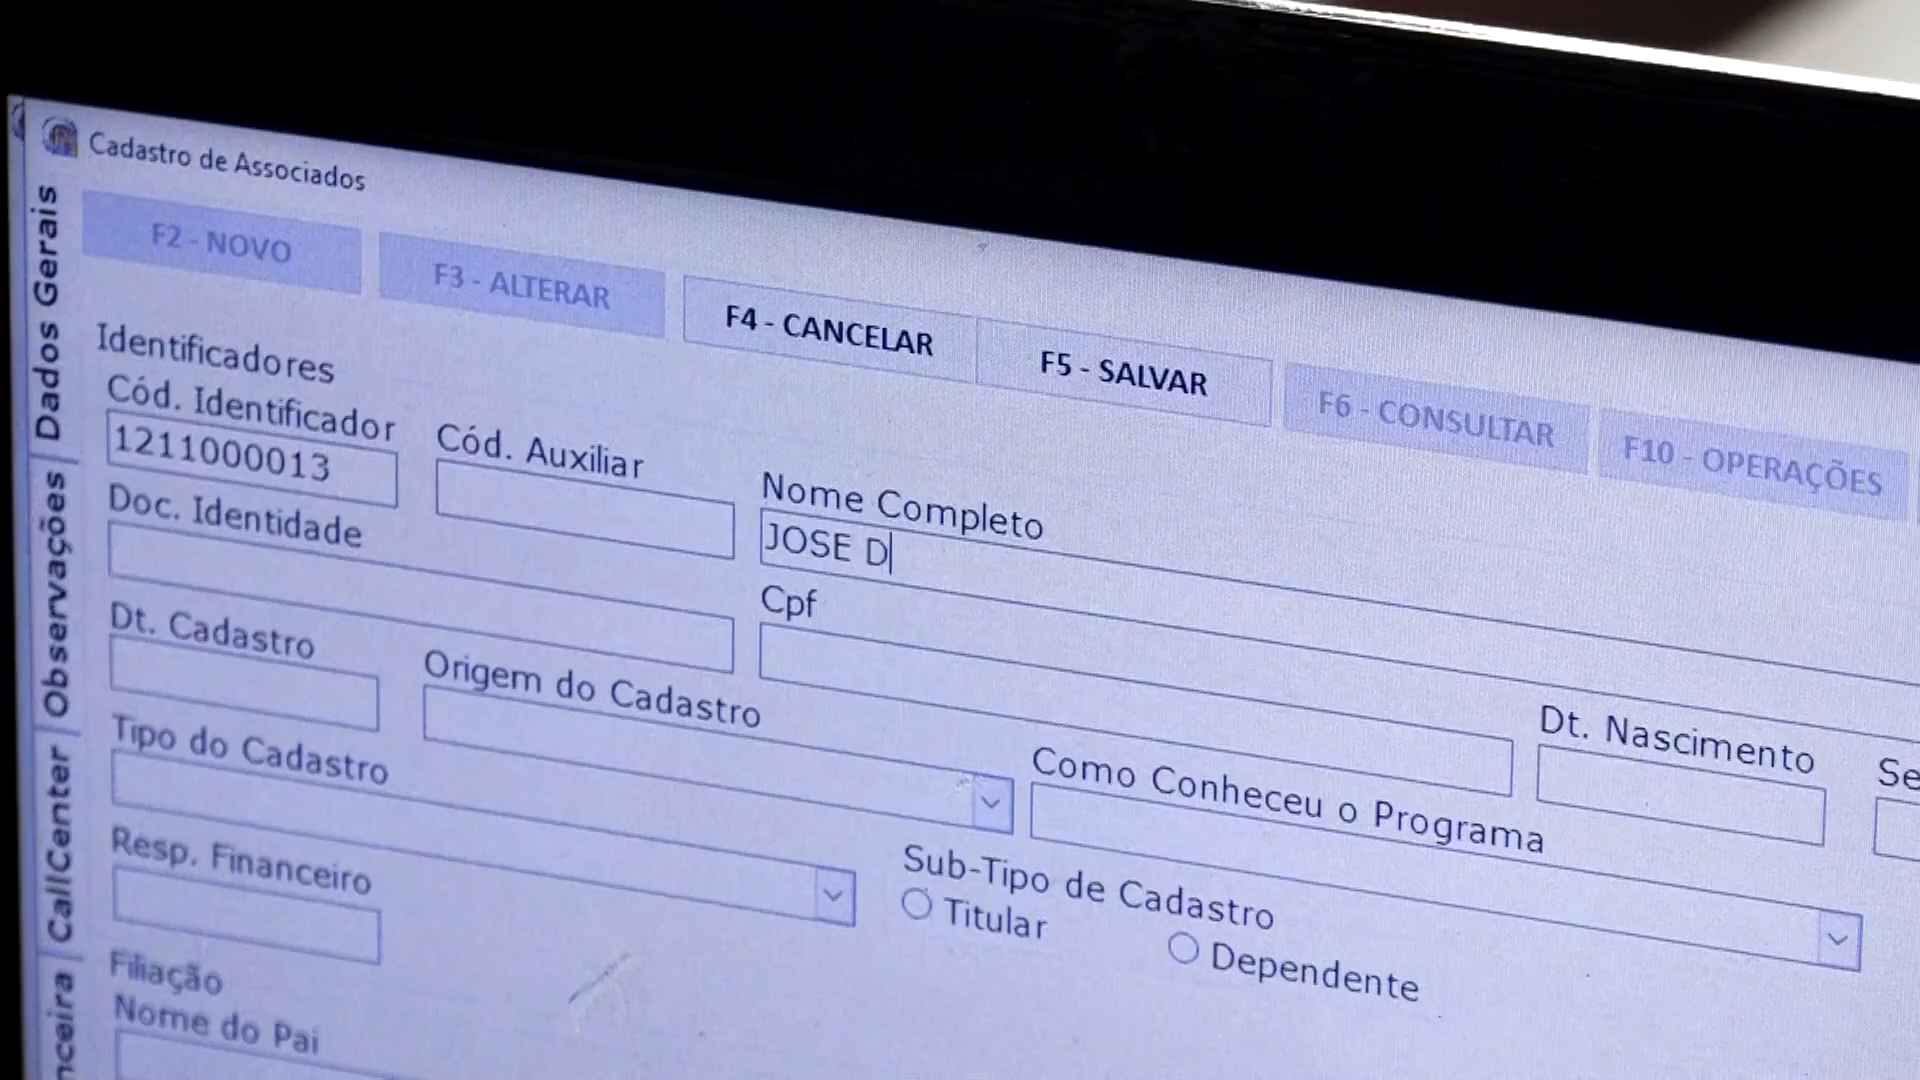 Cadastro de Associados
F2 - NOVO
F3 - ALTERAR
F4 - CANCELAR
F5 - SALVAR
F6 - CONSULTAR
F10 - OPERAÇÕES
Dados Gerais
Observações
CallCenter
nceira
Identificadores
Cód. Identificador
1211000013
Cód. Auxiliar
Nome Completo
JOSE D
Doc. Identidade
Cpf
Dt. Nascimento
Se
Dt. Cadastro
Origem do Cadastro
Como Conheceu o Programa
Tipo do Cadastro
Sub-Tipo de Cadastro
Titular
Dependente
Resp. Financeiro
Filiação
Nome do Pai